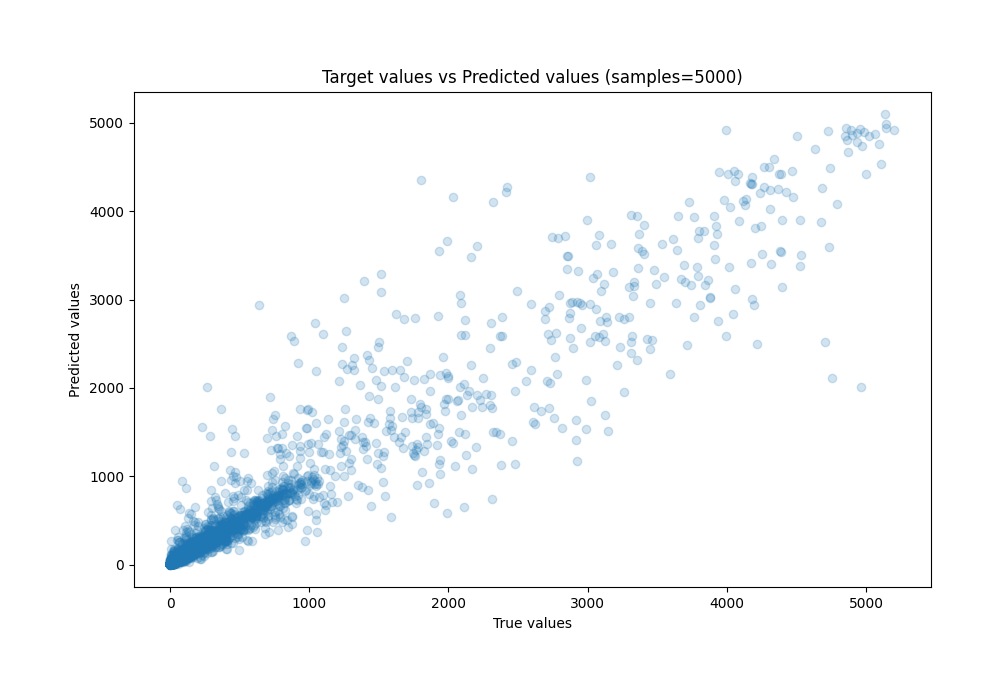 Target values vs Predicted values (samples=5000)
5000
4000
3000
2000
1000
0
Predicted values
0 1000 2000 3000 4000 5000
True values